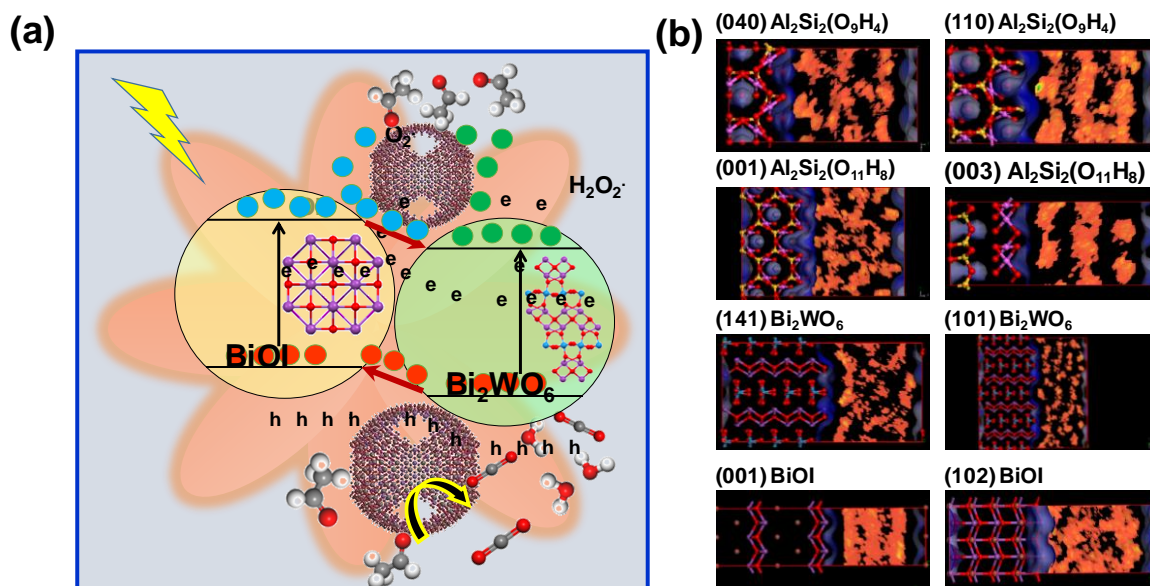 (a)
O₂
H₂O₂·
e e
e
e
e e e e e
e
e e
e e e e
BiOI
Bi₂WO₆
h h h h h h h
h h h h
(b)
(040) Al₂Si₂(O₉H₄)
(110) Al₂Si₂(O₉H₄)
(001) Al₂Si₂(O₁₁H₈)
(003) Al₂Si₂(O₁₁H₈)
(141) Bi₂WO₆
(101) Bi₂WO₆
(001) BiOI
(102) BiOI